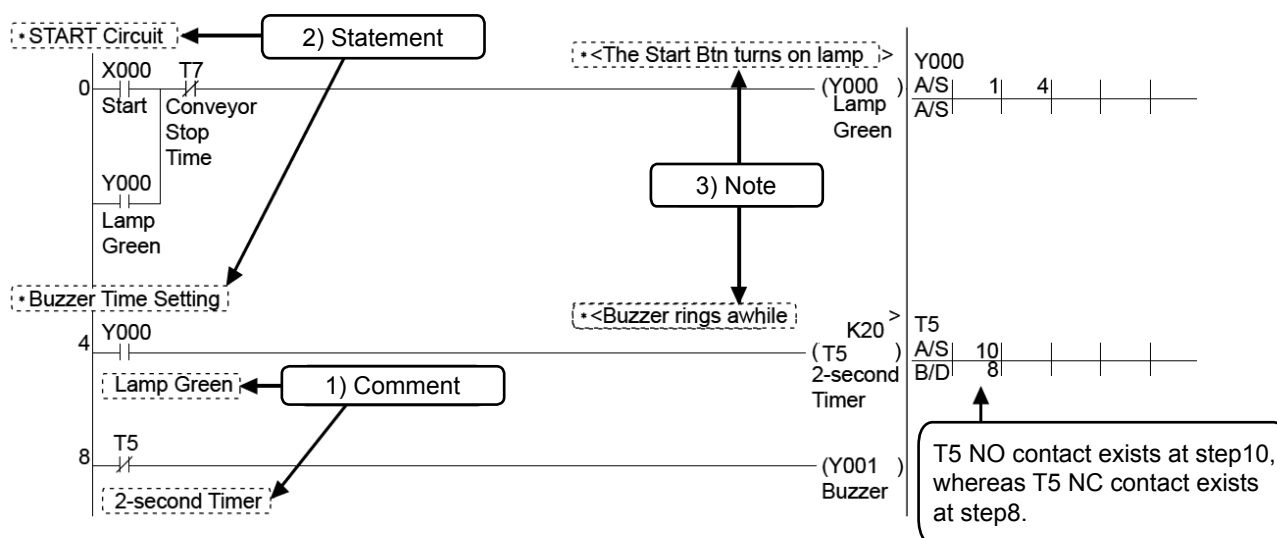 *START Circuit
2) Statement
*<The Start Btn turns on lamp >
X000 T7
Y000
0
(Y000 )
A/S 1 4
A/S
Start
Conveyor
Stop
Time
Lamp
Green
Y000
Lamp
Green
3) Note
*Buzzer Time Setting
*<Buzzer rings awhile >
Y000
K20
T5
4
(T5 )
A/S 10
B/D 8
2-second
Timer
Lamp Green
1) Comment
T5
8
(Y001 )
Buzzer
2-second Timer
T5 NO contact exists at step10,
whereas T5 NC contact exists
at step8.